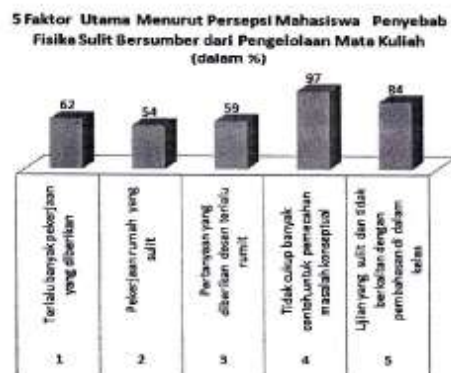 5 Faktor Utama Menurut Persepsi Mahasiswa Penyebab
Fisika Sulit Bersumber dari Pengelolaan Mata Kuliah
(dalam %)
62
54
59
97
84
Terlalu banyak pekerjaan
yang diberikan
Pekerjaan rumah yang
sulit
Pertanyaan yang
diberikan dosen terlalu
rumit
Tidak cukup banyak
contoh untuk pemecahan
masalah konseptual
Ujian yang sulit dan tidak
berkaitan dengan
pembahasan di dalam
kelas
1
2
3
4
5